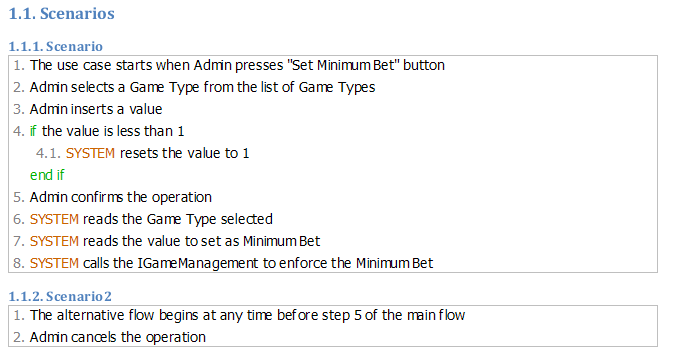 1.1. Scenarios
1.1.1. Scenario
1. The use case starts when Admin presses "Set Minimum Bet" button
2. Admin selects a Game Type from the list of Game Types
3. Admin inserts a value
4. if the value is less than 1
4.1. SYSTEM resets the value to 1
end if
5. Admin confirms the operation
6. SYSTEM reads the Game Type selected
7. SYSTEM reads the value to set as Minimum Bet
8. SYSTEM calls the IGameManagement to enforce the Minimum Bet
1.1.2. Scenario2
1. The alternative flow begins at any time before step 5 of the main flow
2. Admin cancels the operation